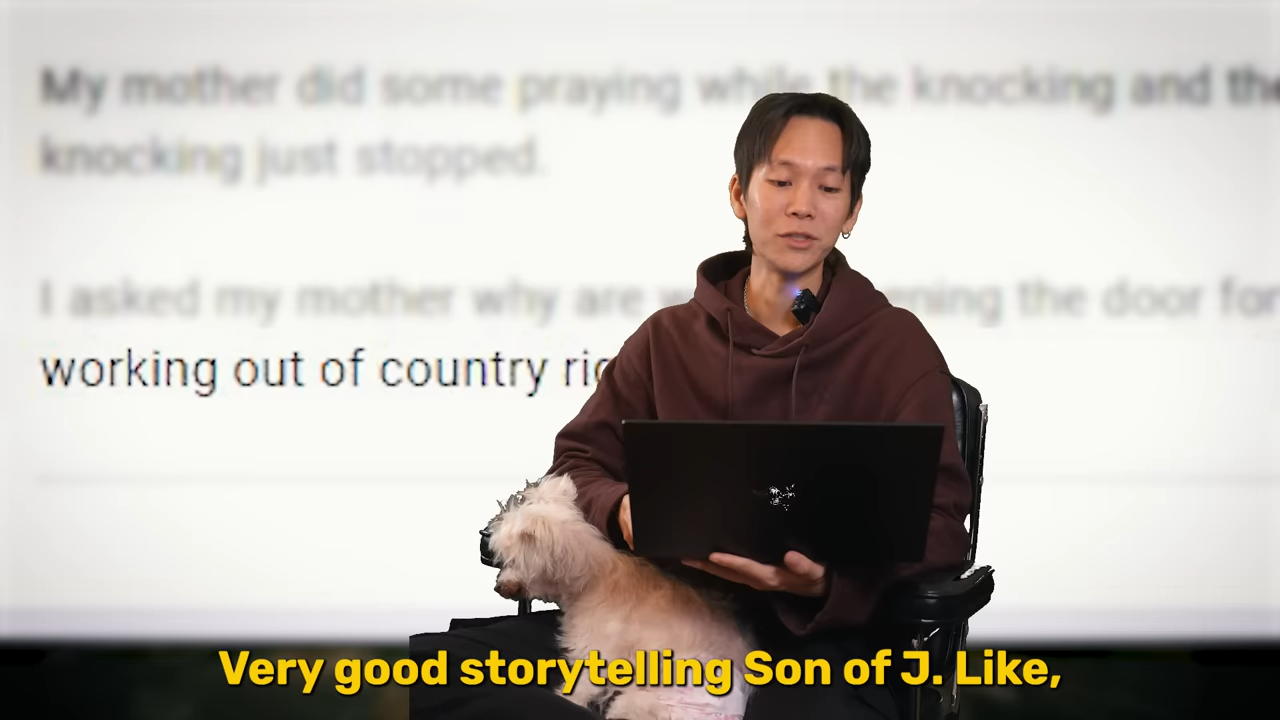 My mother did some praying while the knocking and the
knocking just stopped.
I asked my mother why are ening the door for
working out of country
Very good storytelling Son of J. Like,